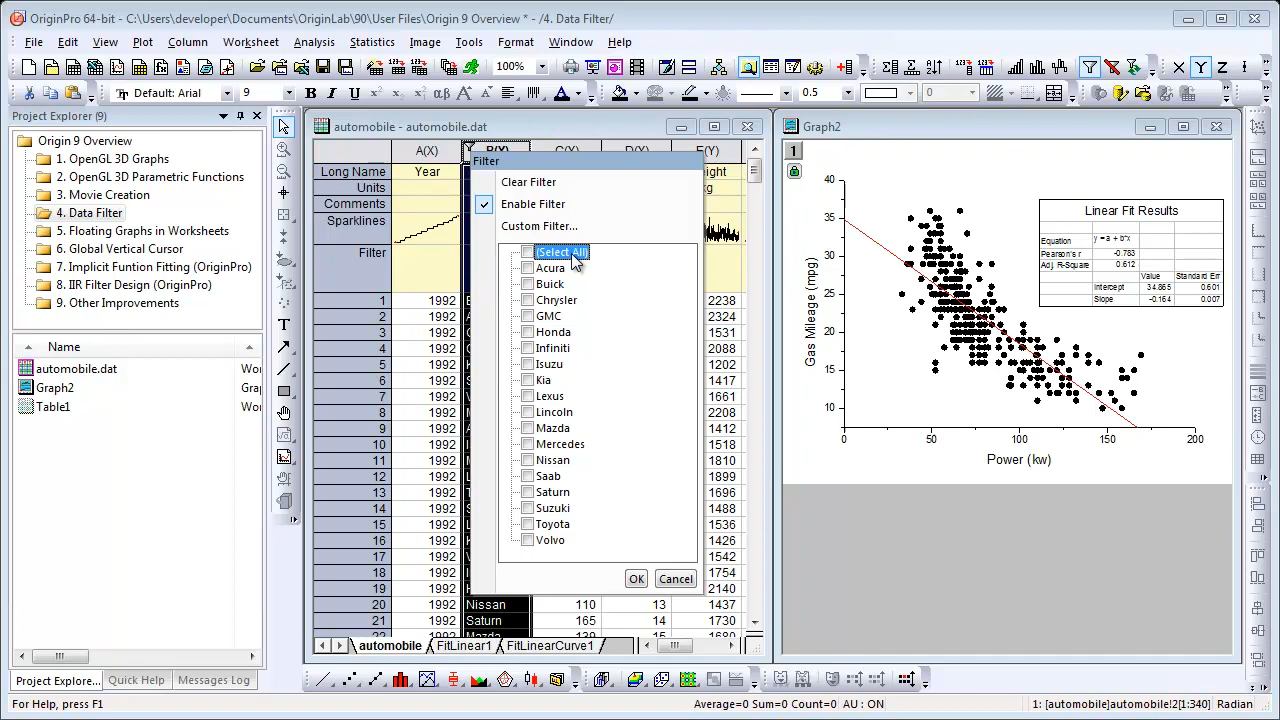 OriginPro 64-bit - C:\Users\developer\Documents\OriginLab\90\User Files\Origin 9 Overview * - /4. Data Filter/
File Edit View Plot Column Worksheet Analysis Statistics Image Tools Format Window Help
100%
Default: Arial 9 B I U 0.5 0
Project Explorer (9)
Origin 9 Overview
1. OpenGL 3D Graphs
2. OpenGL 3D Parametric Functions
3. Movie Creation
4. Data Filter
5. Floating Graphs in Worksheets
6. Global Vertical Cursor
7. Implicit Funtion Fitting (OriginPro)
8. IIR Filter Design (OriginPro)
9. Other Improvements
Name
automobile.dat Wo
Graph2 Gra
Table1 Wo
Project Explore... Quick Help Messages Log
automobile - automobile.dat
A(X) B(Y) C(Y) D(Y) E(Y)
Long Name Year
Units kg
Comments
Sparklines
Filter
1 1992 2238
2 1992 2324
3 1992 1531
4 1992 2088
5 1992 1202
6 1992 1417
7 1992 1661
8 1992 2208
9 1992 1412
10 1992 1518
11 1992 1452
12 1992 1899
13 1992 1696
14 1992 1488
15 1992 1536
16 1992 1426
17 1992 1542
18 1992 1754
19 1992 2140
20 1992 Nissan 110 13 1437
21 1992 Saturn 165 14 1730
22 1992 Mazda 139 15 1680
automobile FitLinear1 FitLinearCurve1
Filter
Clear Filter
Enable Filter
Custom Filter...
(Select All)
Acura
Buick
Chrysler
GMC
Honda
Infiniti
Isuzu
Kia
Lexus
Lincoln
Mazda
Mercedes
Nissan
Saab
Saturn
Suzuki
Toyota
Volvo
OK Cancel
Graph2
1
40
35
30
25
20
15
10
0 50 100 150 200
Gas Mileage (mpg)
Power (kw)
Linear Fit Results
Equation y = a + b*x
Pearson's r -0.783
Adj. R-Square 0.612
Value Standard Err
Intercept 34.865 0.601
Slope -0.164 0.007
For Help, press F1 Average=0 Sum=0 Count=0 AU : ON 1: [automobile]automobile!2[1:340] Radian